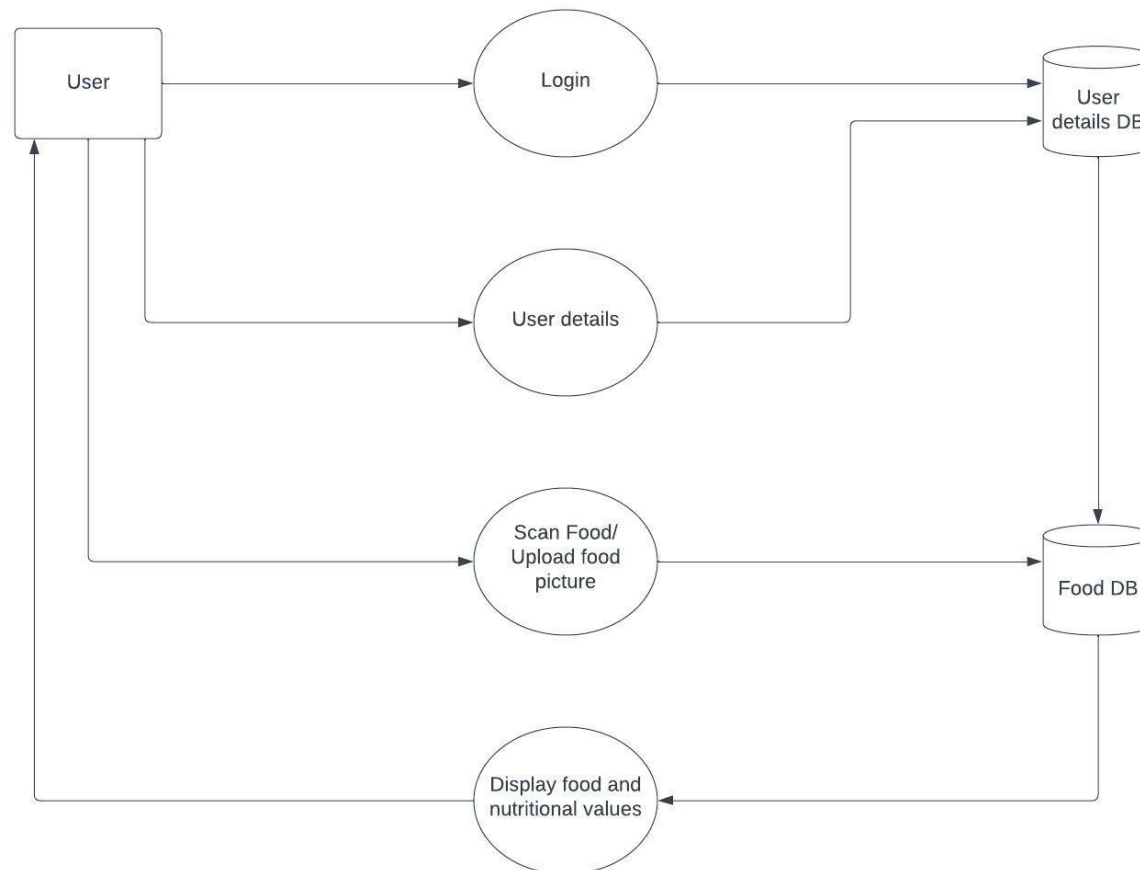 User
Login
User
details DB
User details
Scan Food/
Upload food
picture
Food DB
Display food and
nutritional values